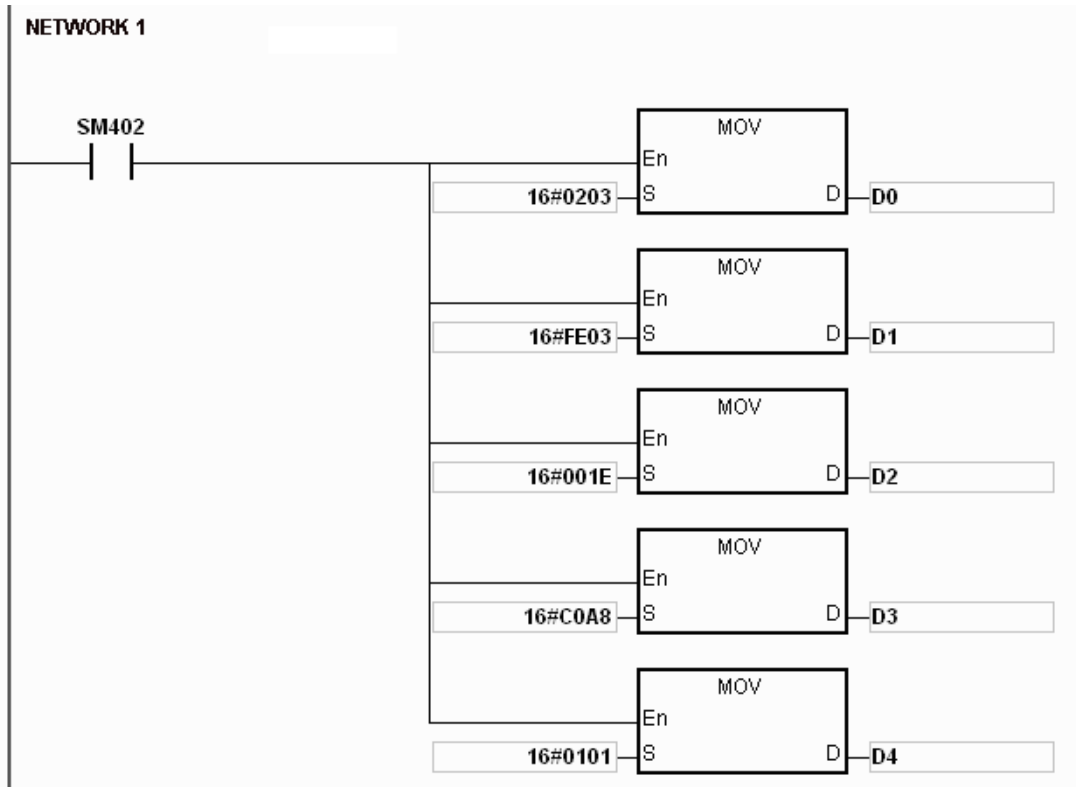 NETWORK 1
SM402
MOV
En
16#0203 S D D0
MOV
En
16#FE03 S D D1
MOV
En
16#001E S D D2
MOV
En
16#C0A8 S D D3
MOV
En
16#0101 S D D4